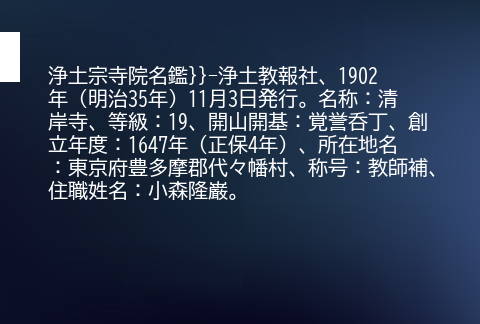 浄土宗寺院名鑑}}-浄土教報社、1902
年（明治35年）11月3日発行。名称：清
岸寺、等級：19、開山開基：覚誉呑丁、創
立年度：1647年（正保4年）、所在地名
：東京府豊多摩郡代々幡村、称号：教師補、
住職姓名：小森隆巌。